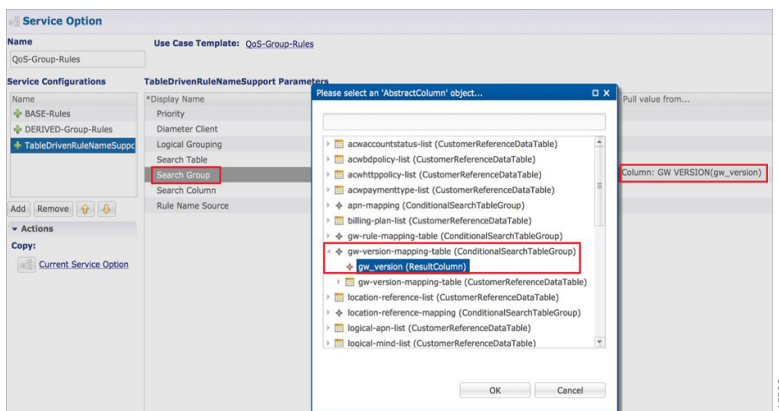 Service Option
Name
Use Case Template: QoS-Group-Rules
QoS-Group-Rules
Service Configurations
TableDrivenRuleNameSupport Parameters
Name
BASE-Rules
DERIVED-Group-Rules
TableDrivenRuleNameSuppo
Add Remove
Actions
Copy:
Current Service Option
*Display Name
Priority
Diameter Client
Logical Grouping
Search Table
Search Group
Search Column
Rule Name Source
Pull value from...
Column: GW VERSION(gw_version)
Please select an 'AbstractColumn' object...
acwaccountstatus-list (CustomerReferenceDataTable)
acwbdpolicy-list (CustomerReferenceDataTable)
acwhttppolicy-list (CustomerReferenceDataTable)
acwpaymenttype-list (CustomerReferenceDataTable)
apn-mapping (ConditionalSearchTableGroup)
billing-plan-list (CustomerReferenceDataTable)
gw-rule-mapping-table (ConditionalSearchTableGroup)
gw-version-mapping-table (ConditionalSearchTableGroup)
gw_version (ResultColumn)
gw-version-mapping-table (CustomerReferenceDataTable)
location-reference-list (CustomerReferenceDataTable)
location-reference-mapping (ConditionalSearchTableGroup)
logical-apn-list (CustomerReferenceDataTable)
logical-mind-list (CustomerReferenceDataTable)
OK Cancel